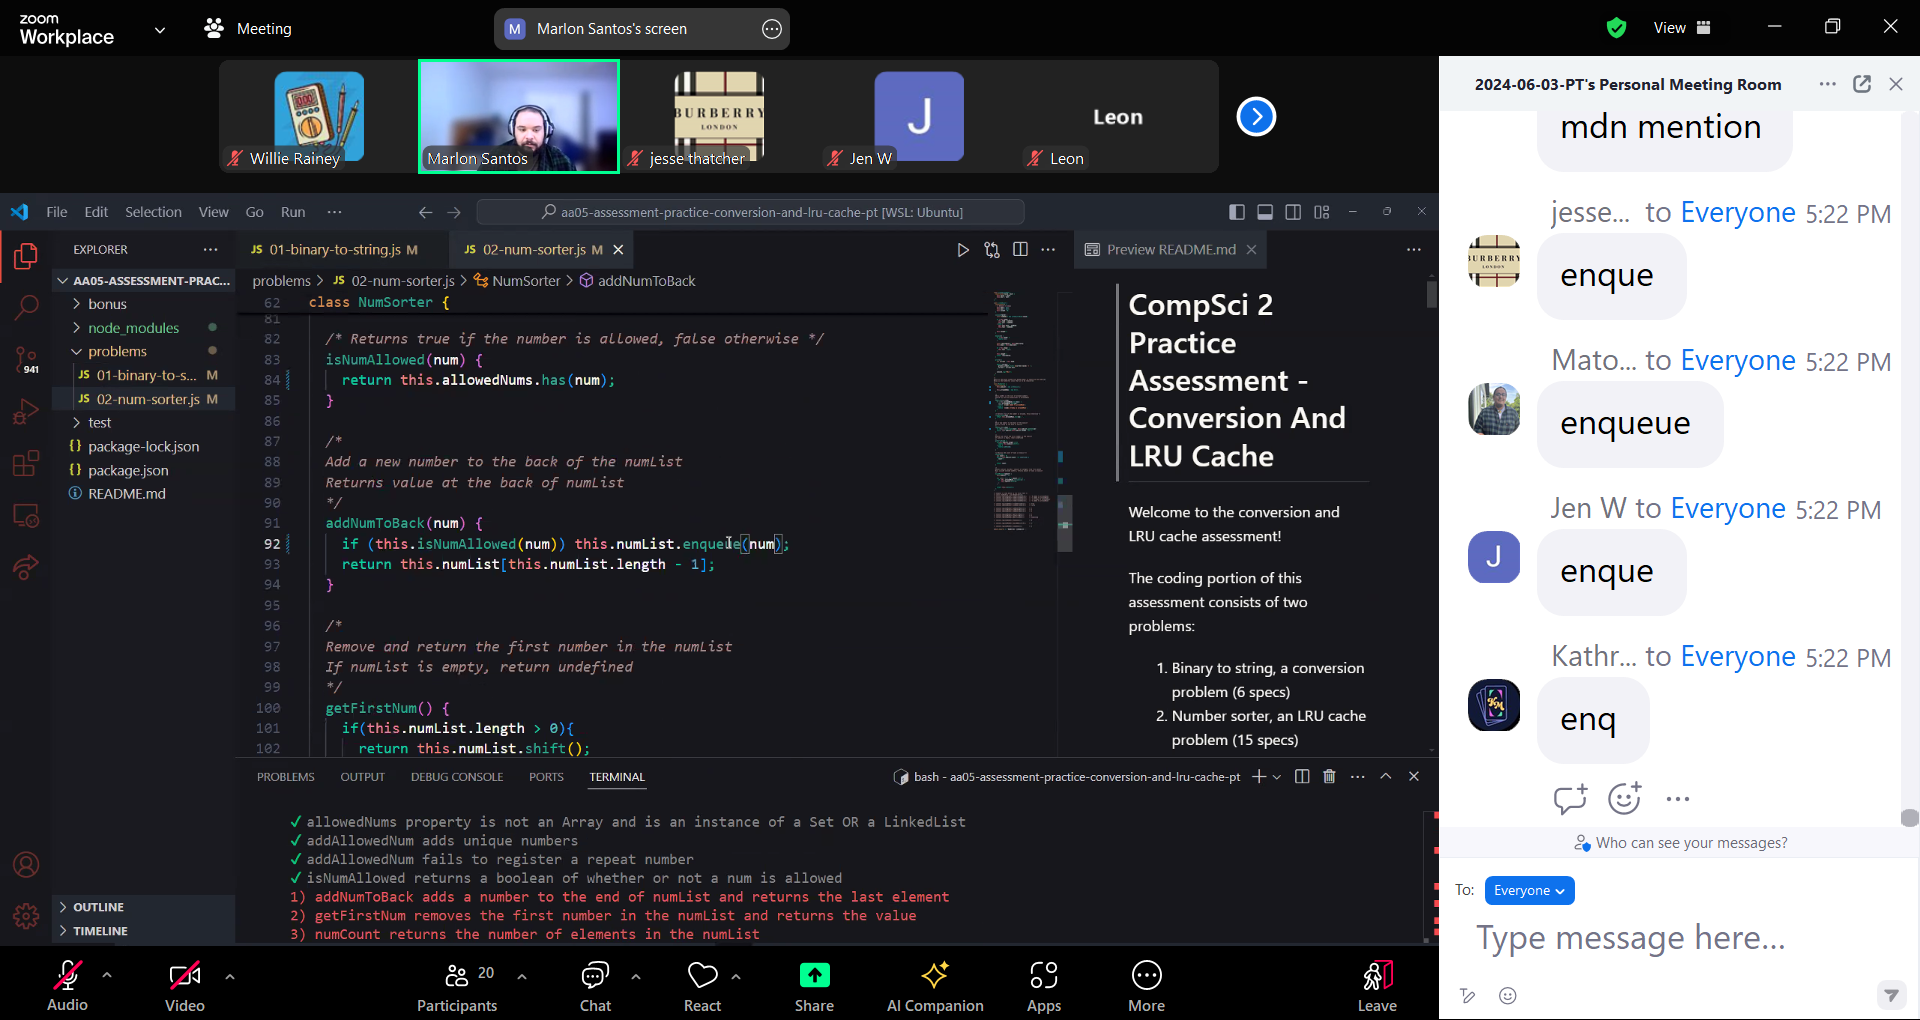 zoom
Workplace
Meeting
M
Marlon Santos's screen
View
Willie Rainey
Marlon Santos
BURBERRY
LONDON
jesse thatcher
J
Jen W
Leon
Leon
File Edit Selection View Go Run
aa05-assessment-practice-conversion-and-lru-cache-pt [WSL: Ubuntu]
EXPLORER
AA05-ASSESSMENT-PRAC...
bonus
node_modules
problems
JS 01-binary-to-s... M
JS 02-num-sorter.js M
test
{} package-lock.json
{} package.json
README.md
941
OUTLINE
TIMELINE
JS 01-binary-to-string.js M
JS 02-num-sorter.js M
problems > JS 02-num-sorter.js > NumSorter > addNumToBack
62 class NumSorter {
81
82 /* Returns true if the number is allowed, false otherwise */
83 isNumAllowed(num) {
84 return this.allowedNums.has(num);
85 }
86
87 /*
88 Add a new number to the back of the numList
89 Returns value at the back of numList
90 */
91 addNumToBack(num) {
92 if (this.isNumAllowed(num)) this.numList.enqueue(num);
93 return this.numList[this.numList.length - 1];
94 }
95
96 /*
97 Remove and return the first number in the numList
98 If numList is empty, return undefined
99 */
100 getFirstNum() {
101 if(this.numList.length > 0){
102 return this.numList.shift();
Preview README.md
CompSci 2
Practice
Assessment -
Conversion And
LRU Cache
Welcome to the conversion and
LRU cache assessment!
The coding portion of this
assessment consists of two
problems:
1. Binary to string, a conversion
problem (6 specs)
2. Number sorter, an LRU cache
problem (15 specs)
PROBLEMS OUTPUT DEBUG CONSOLE PORTS TERMINAL
bash - aa05-assessment-practice-conversion-and-lru-cache-pt
✓ allowedNums property is not an Array and is an instance of a Set OR a LinkedList
✓ addAllowedNum adds unique numbers
✓ addAllowedNum fails to register a repeat number
✓ isNumAllowed returns a boolean of whether or not a num is allowed
1) addNumToBack adds a number to the end of numList and returns the last element
2) getFirstNum removes the first number in the numList and returns the value
3) numCount returns the number of elements in the numList
Audio
Video
20
Participants
Chat
React
Share
AI Companion
Apps
More
Leave
2024-06-03-PT's Personal Meeting Room
mdn mention
jesse... to Everyone 5:22 PM
enque
Mato... to Everyone 5:22 PM
enqueue
Jen W to Everyone 5:22 PM
J
enque
Kathr... to Everyone 5:22 PM
KM
enq
Who can see your messages?
To: Everyone
Type message here...